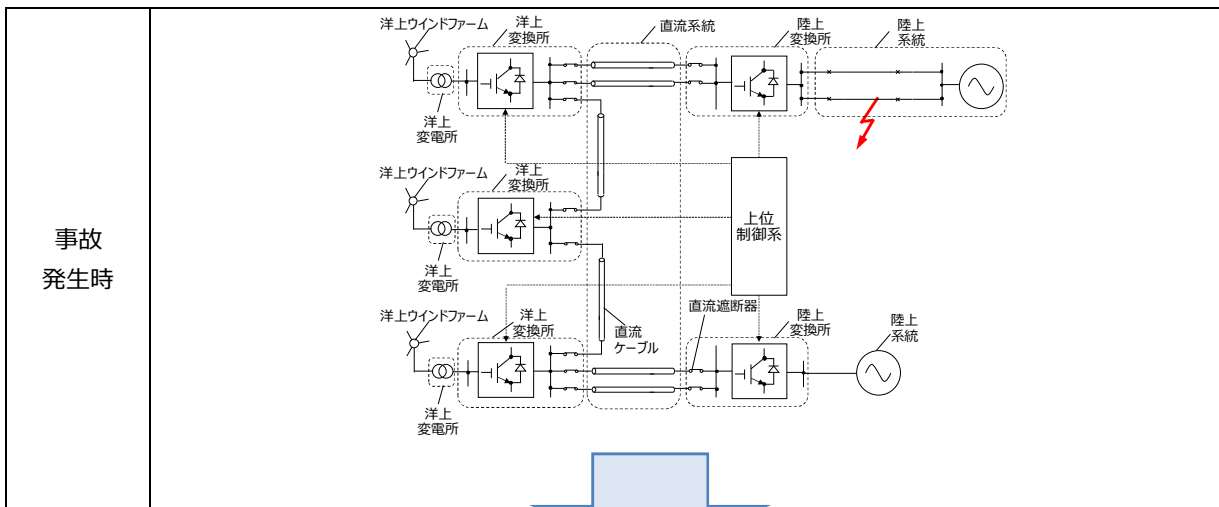 事故
発生時
洋上ウインドファーム
洋上
変換所
直流系統
陸上
変換所
陸上
系統
洋上
変電所
洋上ウインドファーム
洋上
変換所
上位
制御系
洋上
変電所
洋上ウインドファーム
洋上
変換所
直流
ケーブル
直流遮断器
陸上
変換所
陸上
系統
洋上
変電所